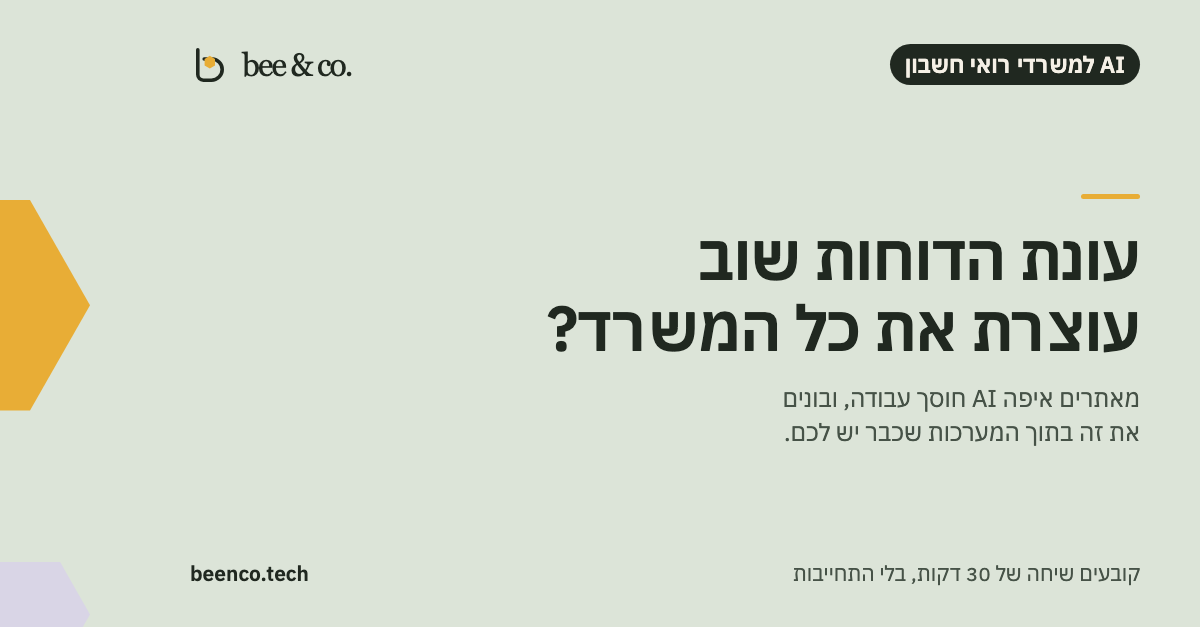 AI למשרדי רואי חשבון
bee & co.
עונת הדוחות שוב
עוצרת את כל המשרד?
מאתרים איפה AI חוסך עבודה, ובונים
את זה בתוך המערכות שכבר יש לכם.
קובעים שיחה של 30 דקות, בלי התחייבות
beenco.tech